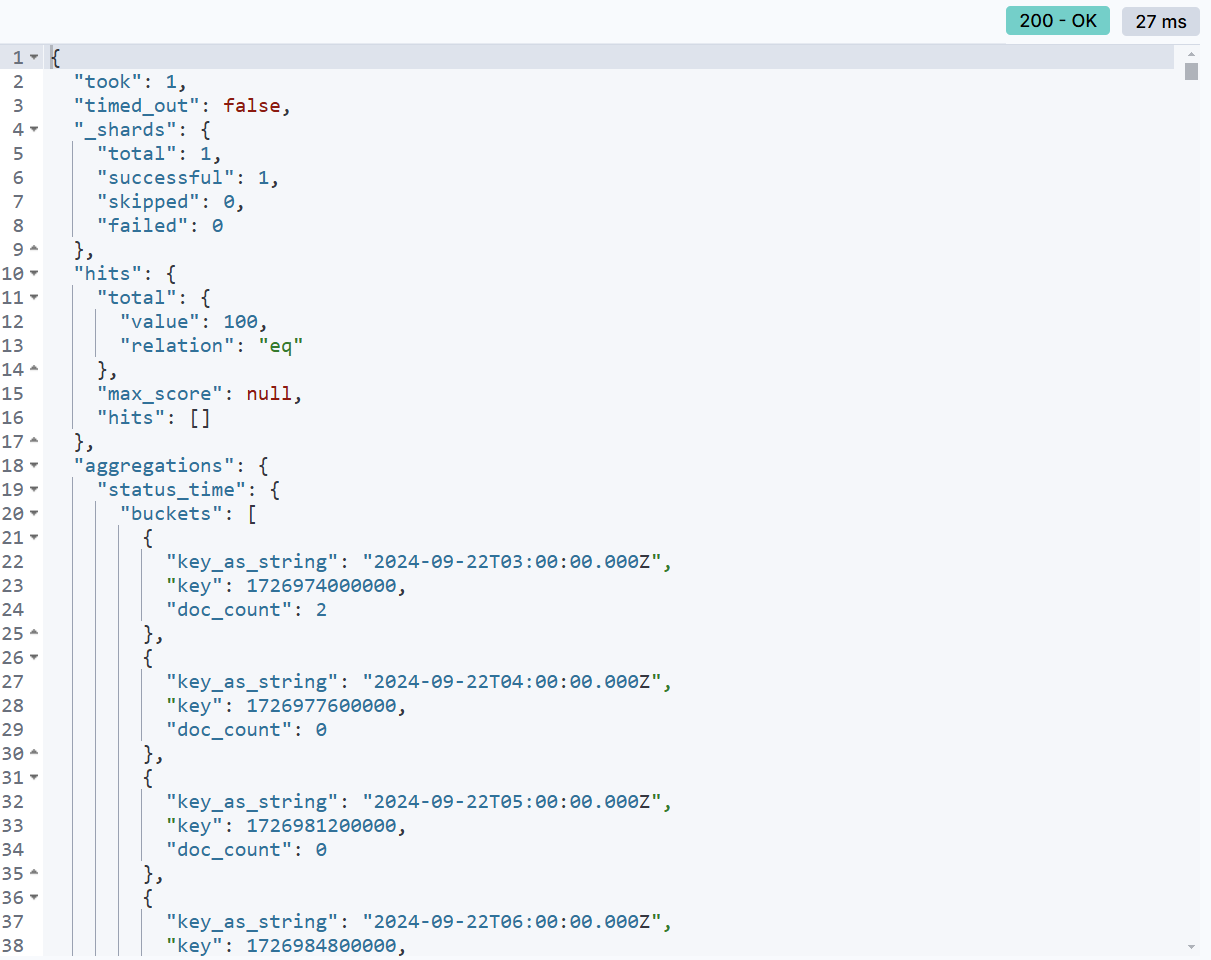 200 - OK 27 ms
1 {
2 "took": 1,
3 "timed_out": false,
4 "_shards": {
5 "total": 1,
6 "successful": 1,
7 "skipped": 0,
8 "failed": 0
9 },
10 "hits": {
11 "total": {
12 "value": 100,
13 "relation": "eq"
14 },
15 "max_score": null,
16 "hits": []
17 },
18 "aggregations": {
19 "status_time": {
20 "buckets": [
21 {
22 "key_as_string": "2024-09-22T03:00:00.000Z",
23 "key": 1726974000000,
24 "doc_count": 2
25 },
26 {
27 "key_as_string": "2024-09-22T04:00:00.000Z",
28 "key": 1726977600000,
29 "doc_count": 0
30 },
31 {
32 "key_as_string": "2024-09-22T05:00:00.000Z",
33 "key": 1726981200000,
34 "doc_count": 0
35 },
36 {
37 "key_as_string": "2024-09-22T06:00:00.000Z",
38 "key": 1726984800000,